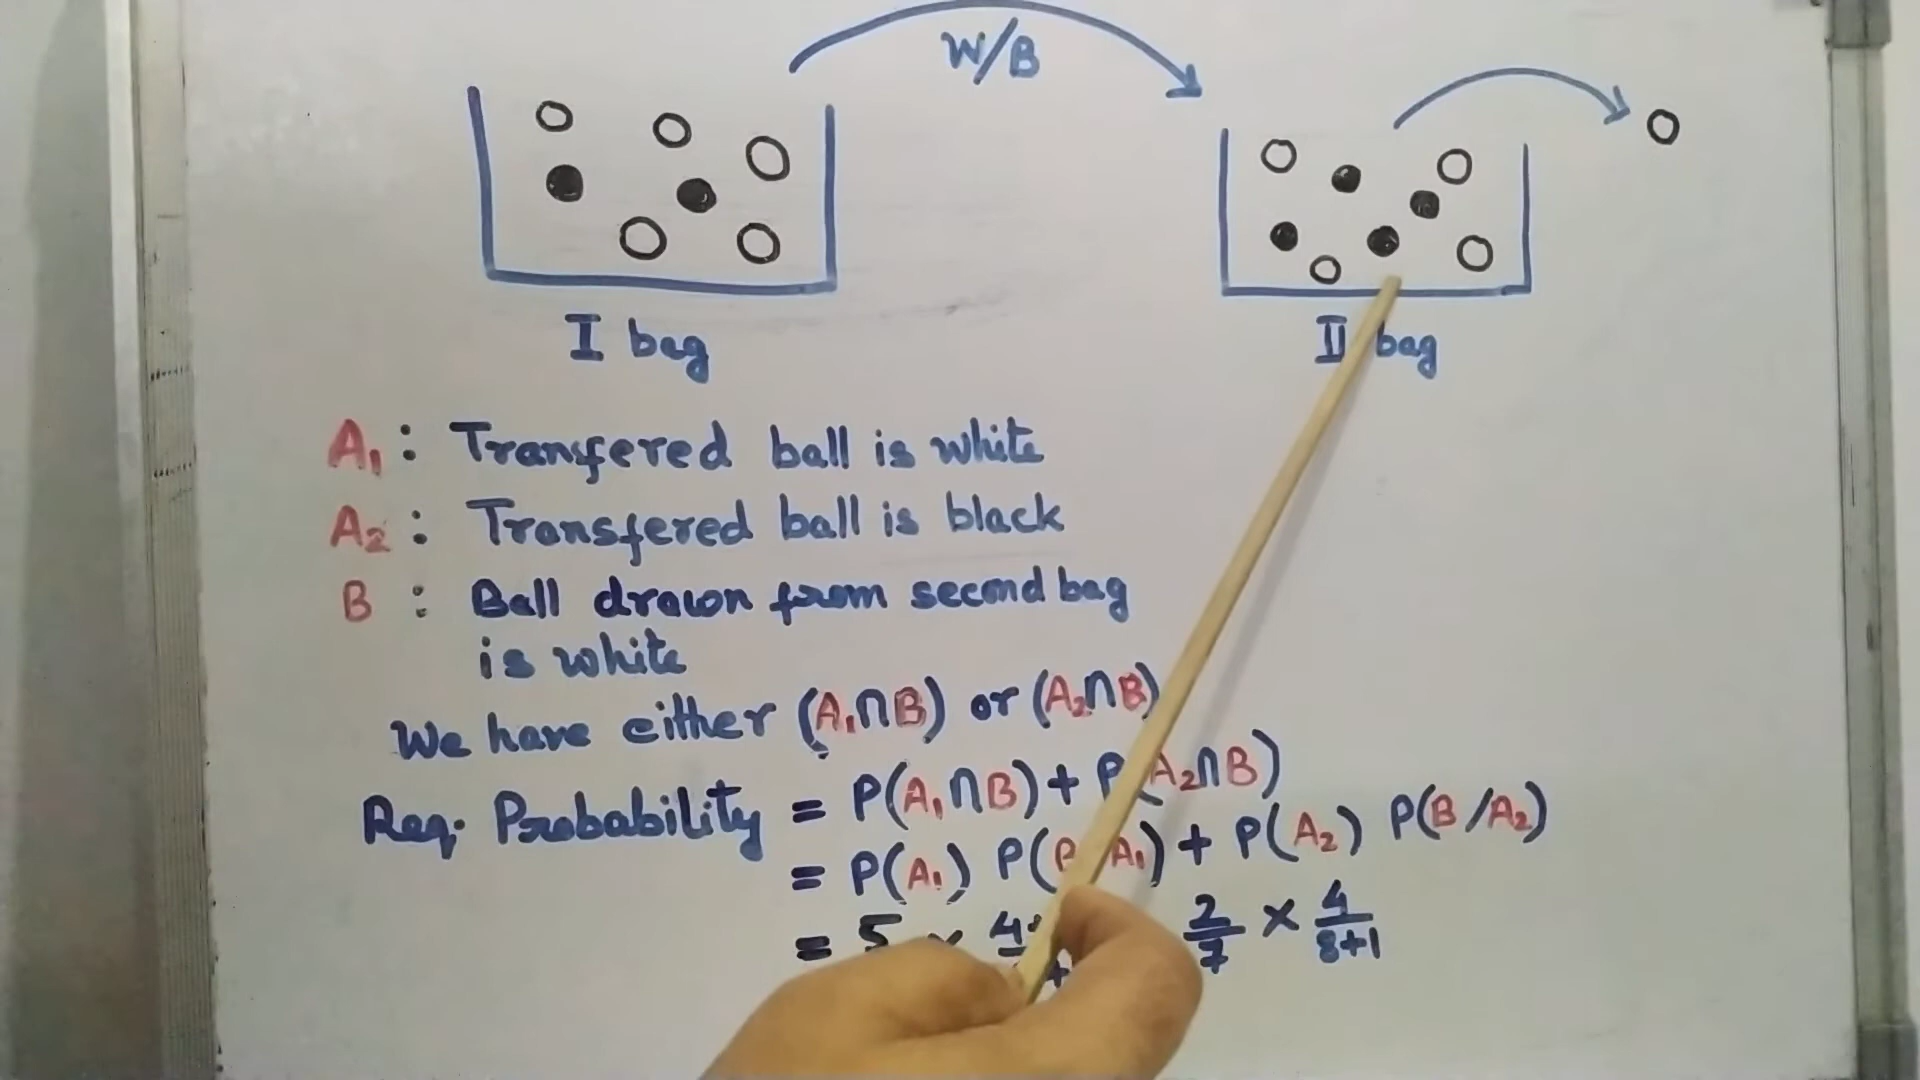 W/B
I bag
II bag
A₁ : Transfered ball is white
A₂ : Transfered ball is black
B : Ball drawn from second bag
is white
We have either (A₁∩B) or (A₂∩B)
Req. Probability = P(A₁∩B) + P(A₂∩B)
= P(A₁) P(B/A₁) + P(A₂) P(B/A₂)
= 5 × 4+ 2/7 × 4/8+1